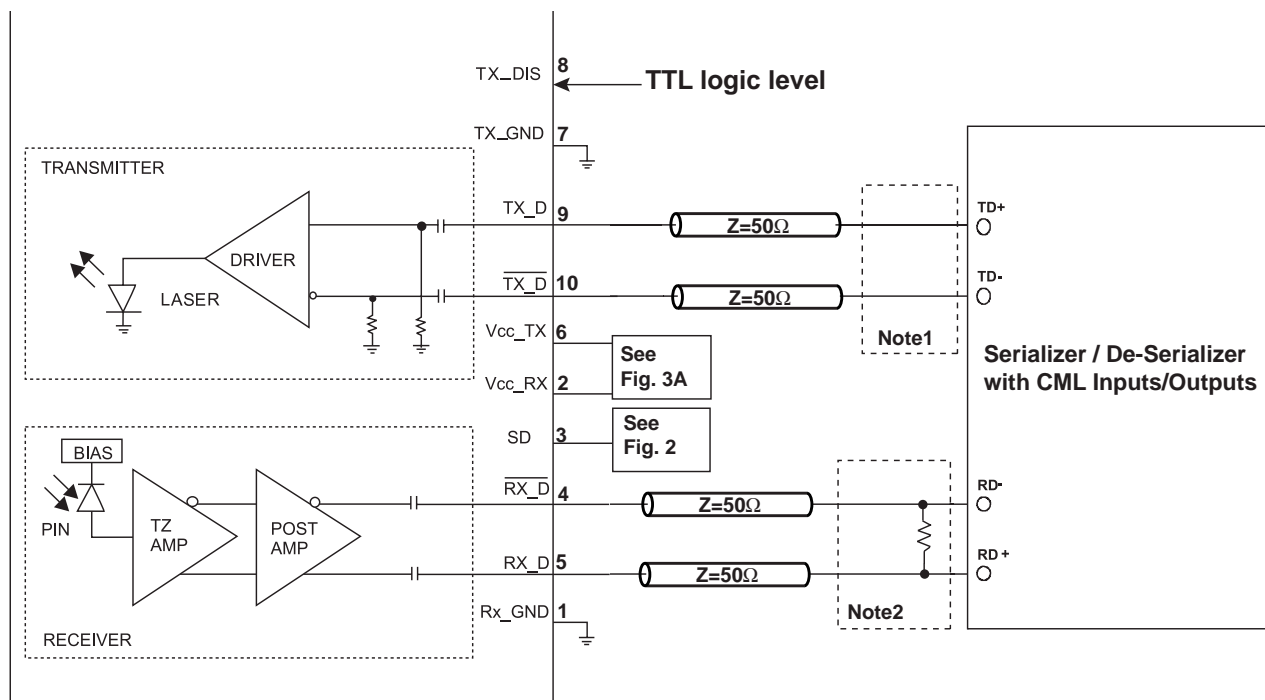 TX_DIS
8
TTL logic level
TX_GND
7
TRANSMITTER
TX_D
9
Z=50Ω
TD+
DRIVER
LASER
TX_D
10
Z=50Ω
TD-
Note1
Vcc_TX
6
See
Fig. 3A
Vcc_RX
2
Serializer / De-Serializer
with CML Inputs/Outputs
SD
3
See
Fig. 2
BIAS
PIN
TZ
AMP
POST
AMP
RX_D
4
Z=50Ω
RD-
RX_D
5
Z=50Ω
RD+
Note2
Rx_GND
1
RECEIVER